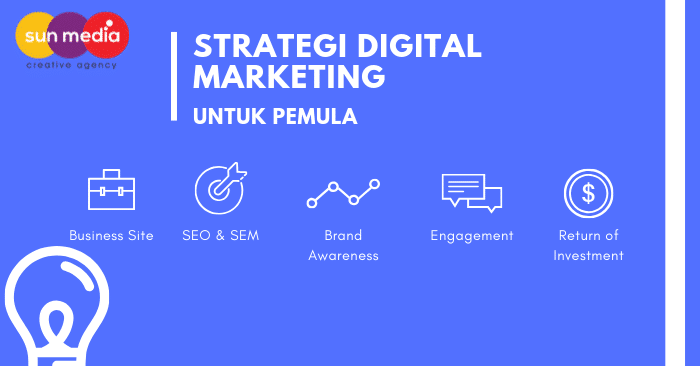 sun media
creative agency
STRATEGI DIGITAL
MARKETING
UNTUK PEMULA
Business Site
SEO & SEM
Brand
Awareness
Engagement
$
Return of
Investment